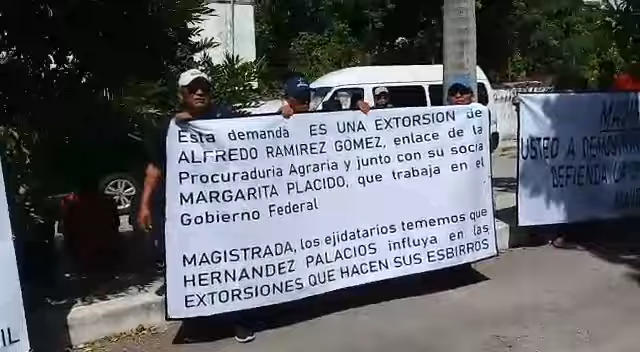 Esta demanda ES UNA EXTORSION de
ALFREDO RAMIREZ GOMEZ, enlace de la
Procuraduria Agraria y junto con su socia
MARGARITA PLACIDO, que trabaja en el
Gobierno Federal
MAGISTRADA, los ejidatarios tememos que
HERNANDEZ PALACIOS influya en las
EXTORSIONES QUE HACEN SUS ESBIRROS
USTED A
DEFIENDA
IL